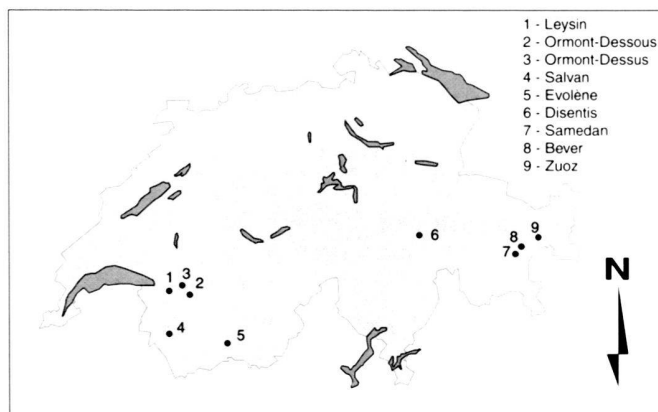 1 - Leysin
2 - Ormont-Dessous
3 - Ormont-Dessus
4 - Salvan
5 - Evolène
6 - Disentis
7 - Samedan
8 - Bever
9 - Zuoz
9
8
7
6
3
1
2
4
5
N